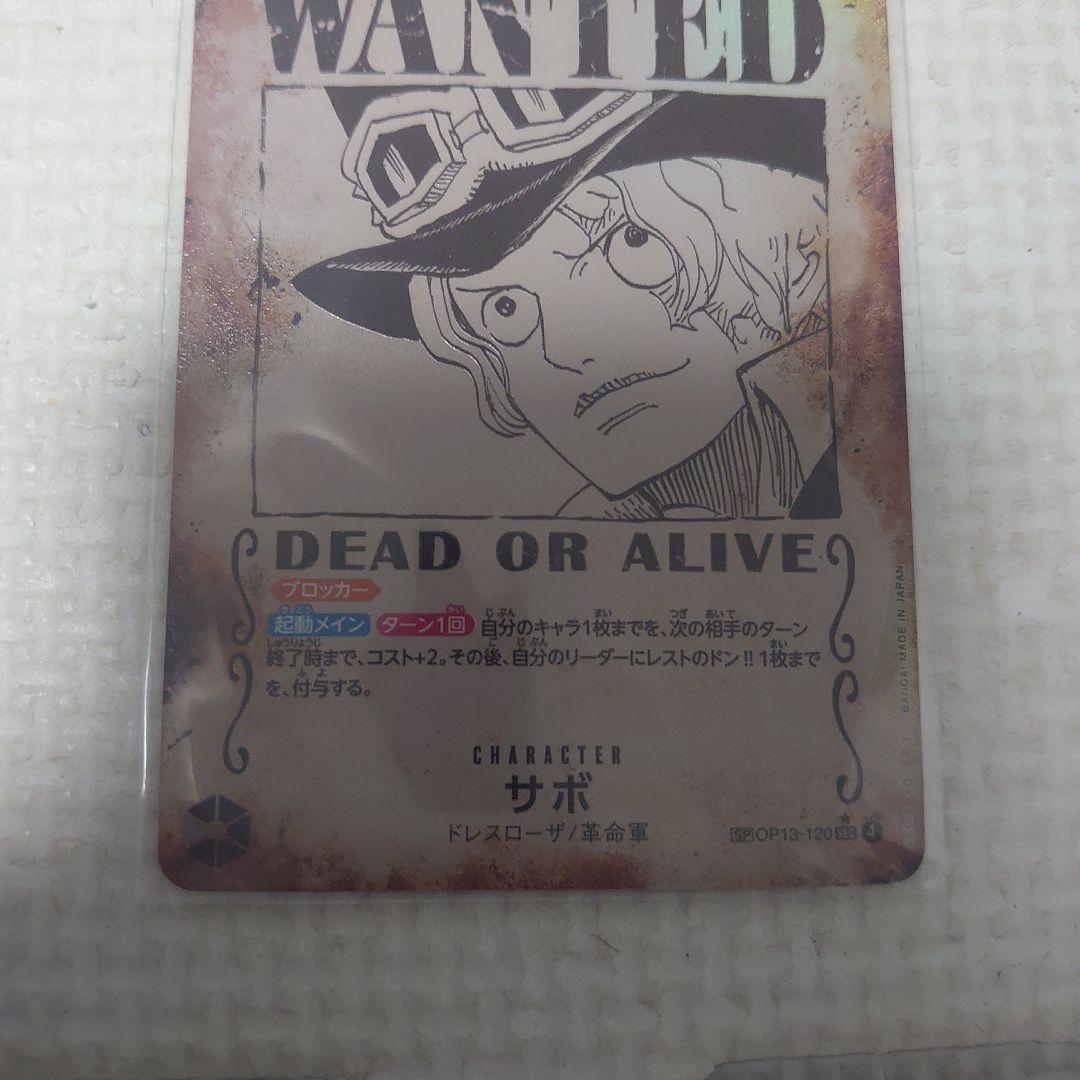 WANTED
DEAD OR ALIVE
ブロッカー
起動メイン ターン1回 自分のキャラ1枚までを、次の相手のターン
終了時まで、コスト+2。その後、自分のリーダーにレストのドン!!1枚まで
を、付与する。
CHARACTER
サボ
ドレスローザ/革命軍
SP OP13-120 SEC 4
BANDAI MADE IN JAPAN